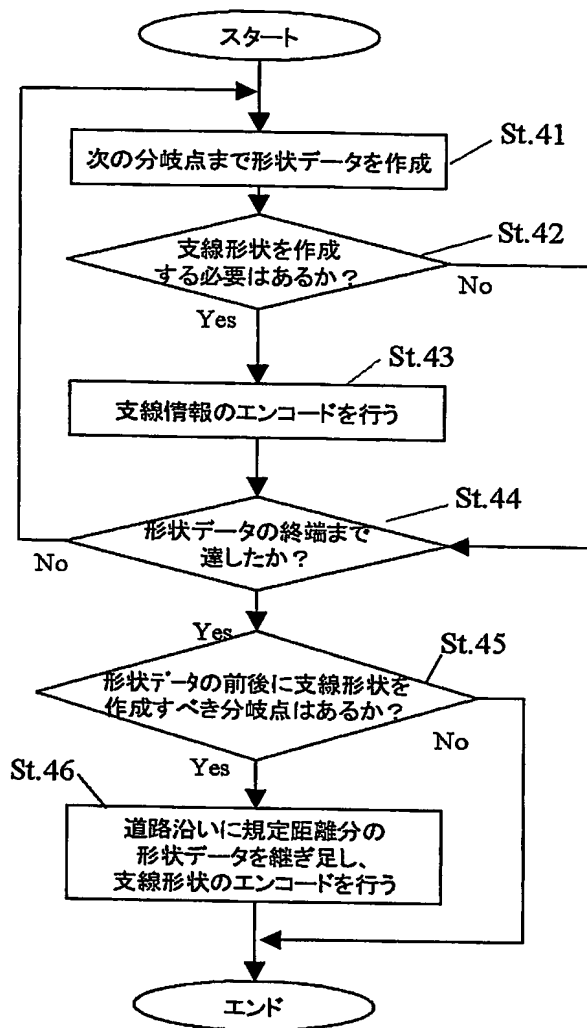 スタート
St.41
次の分岐点まで形状データを作成
St.42
支線形状を作成
する必要はあるか？
No
Yes
St.43
支線情報のエンコードを行う
St.44
形状データの終端まで
達したか？
No
Yes
St.45
形状データの前後に支線形状を
作成すべき分岐点はあるか？
No
Yes
St.46
道路沿いに規定距離分の
形状データを継ぎ足し、
支線形状のエンコードを行う
エンド